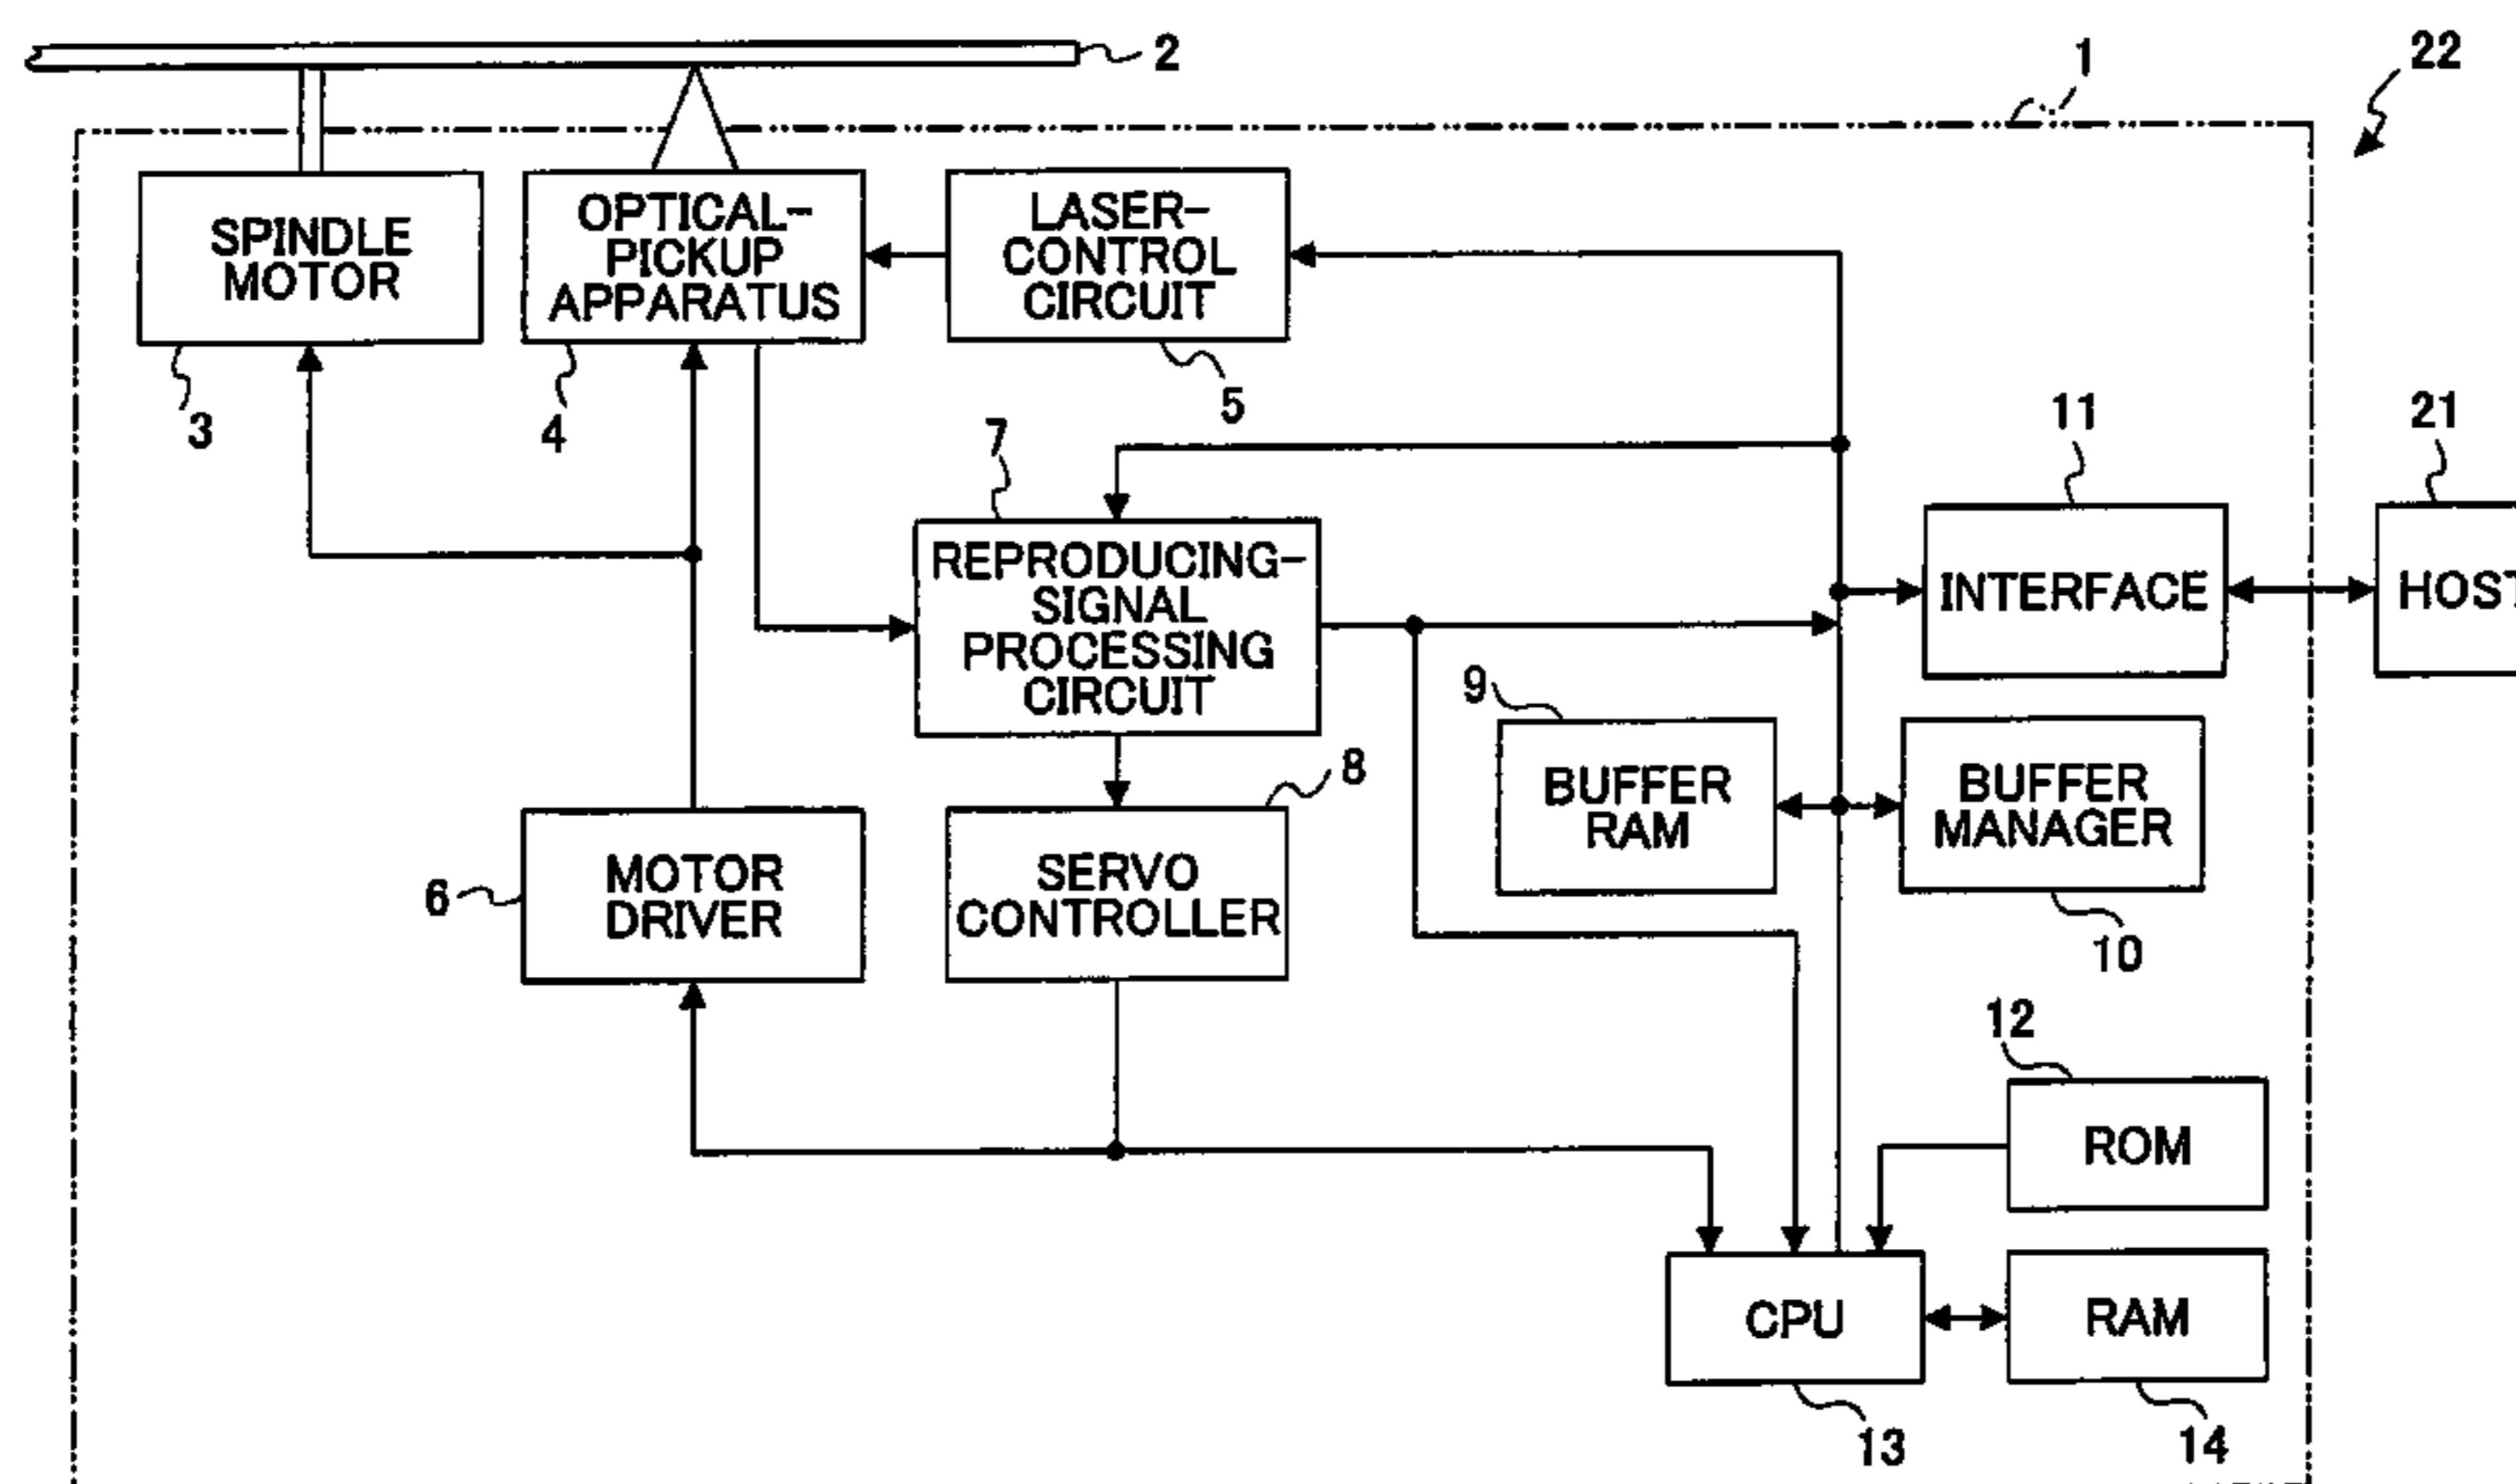 2
1
22
SPINDLE
MOTOR
3
OPTICAL-
PICKUP
APPARATUS
4
LASER-
CONTROL
CIRCUIT
5
7
REPRODUCING-
SIGNAL
PROCESSING
CIRCUIT
11
INTERFACE
21
HOST
9
BUFFER
RAM
BUFFER
MANAGER
10
6
MOTOR
DRIVER
8
SERVO
CONTROLLER
12
ROM
CPU
13
RAM
14